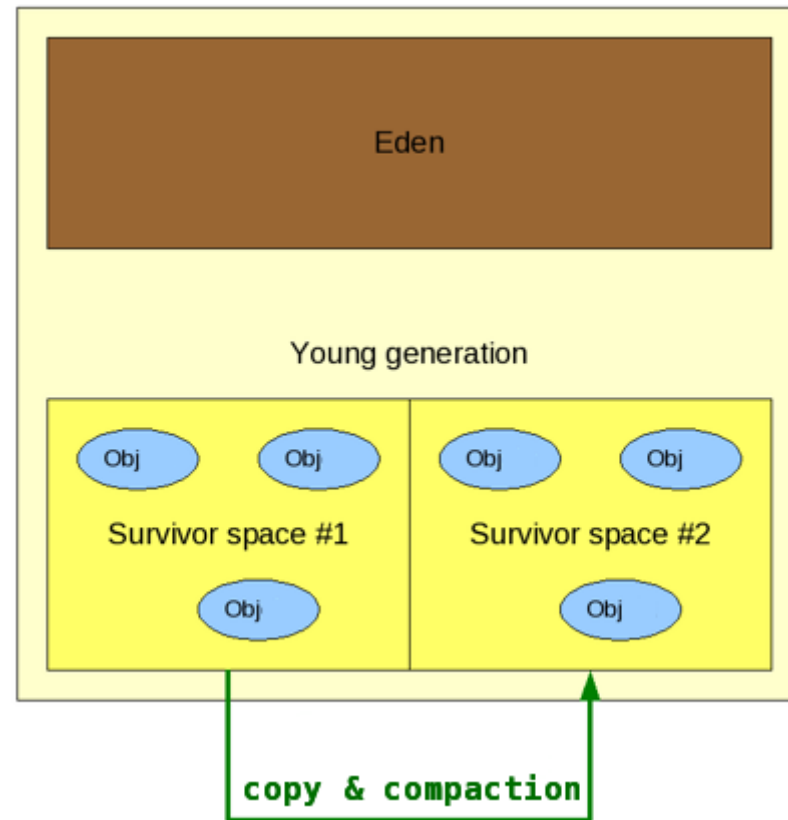 Eden
Young generation
Obj
Obj
Obj
Obj
Survivor space #1
Survivor space #2
Obj
Obj
copy & compaction